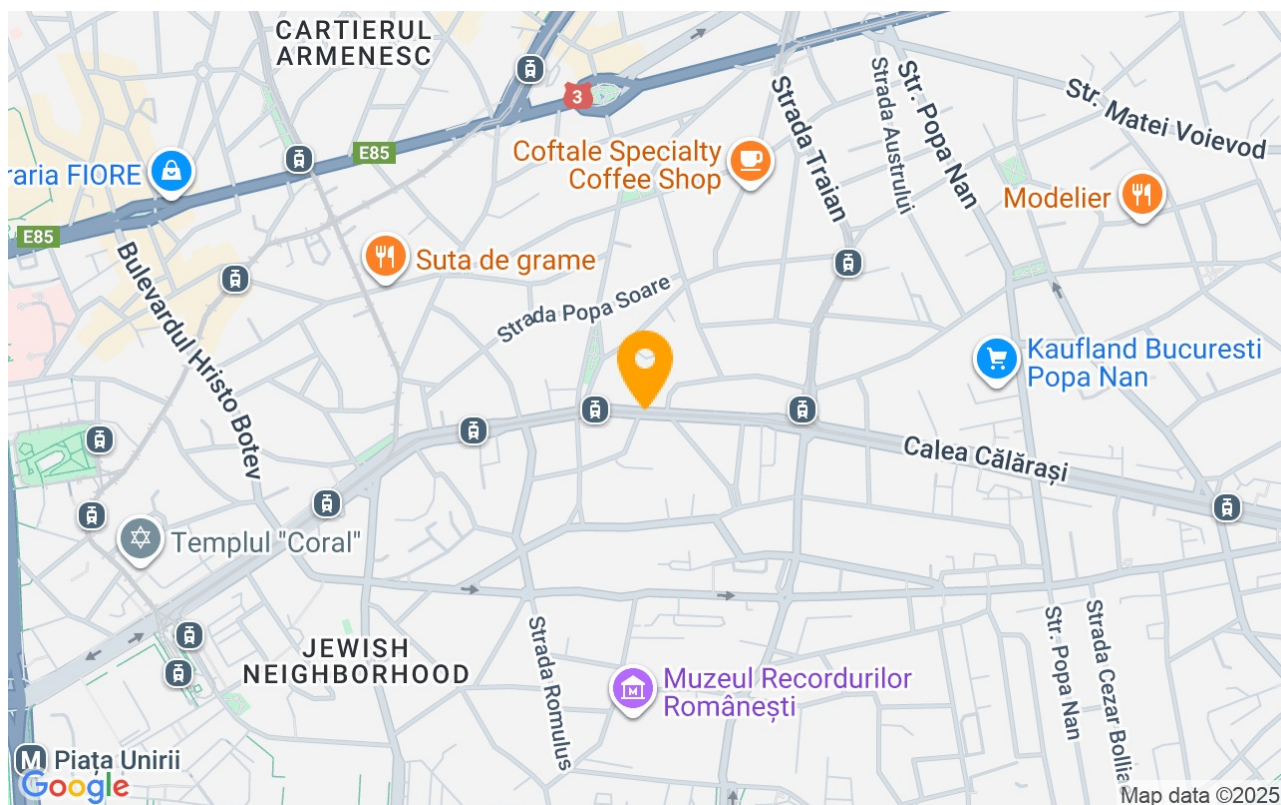 CARTIERUL
ARMENESC
3
E85
raria FIORE
E85
Coftale Specialty
Coffee Shop
Strada Traian
Strada Austrului
Str. Popa Nan
Str. Matei Voievod
Modelier
Suta de grame
Bulevardul Hristo Botev
Strada Popa Soare
Kaufland Bucuresti
Popa Nan
Calea Călărași
Templul "Coral"
JEWISH
NEIGHBORHOOD
Strada Romulus
M
Muzeul Recordurilor
Românești
Str. Popa Nan
Strada Cezar Bollia
M Piața Unirii
Google
Map data ©2025